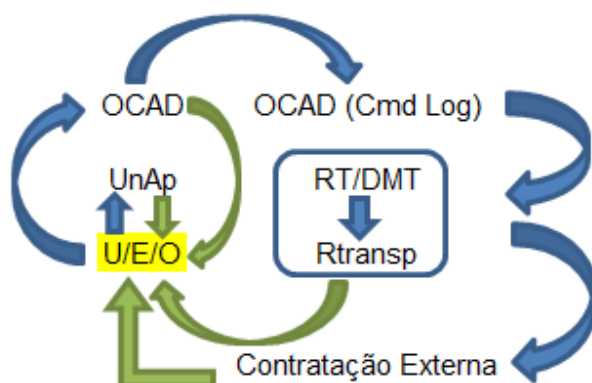 OCAD
OCAD (Cmd Log)
UnAp
RT/DMT
U/E/O
Rtransp
Contratação Externa